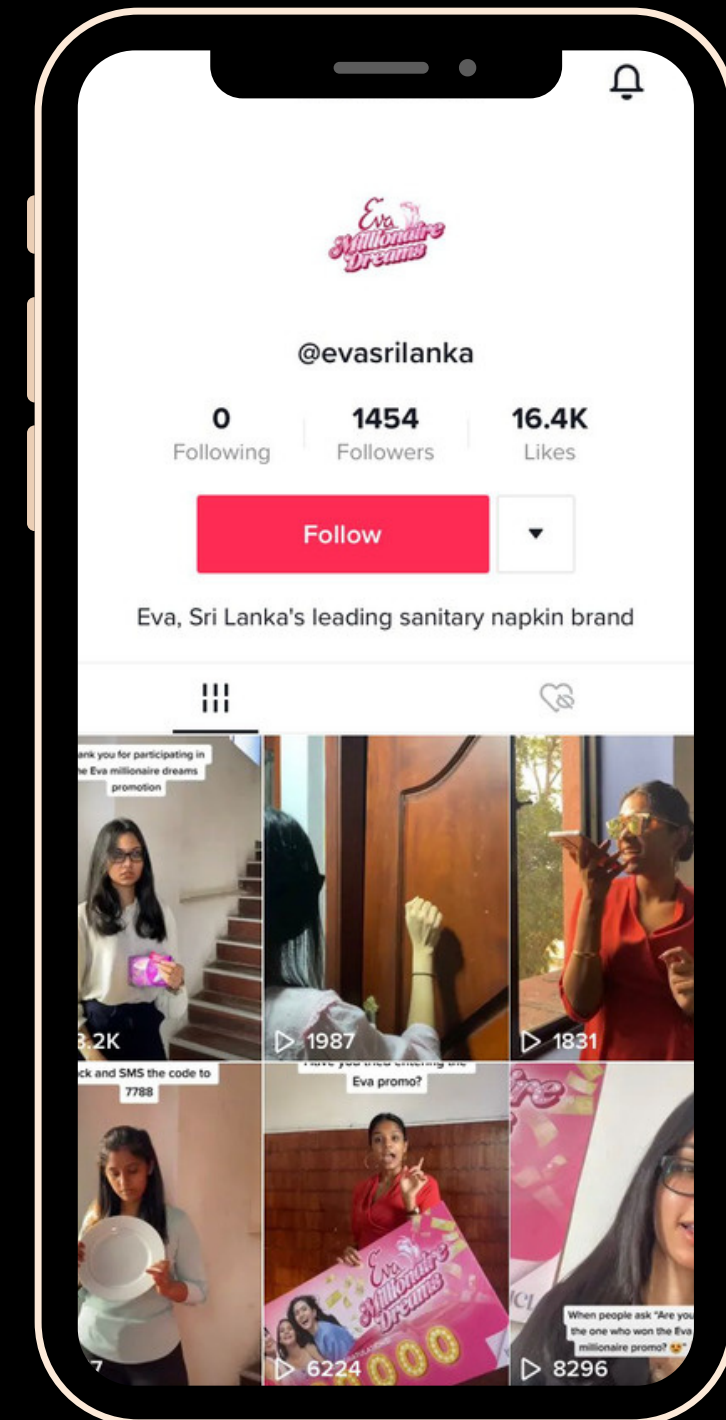 Eva
Millionaire
Dreams
@evasrilanka
0 1454 16.4K
Following Followers Likes
Follow
Eva, Sri Lanka's leading sanitary napkin brand
ank you for participating in
he Eva millionaire dreams
promotion
.2K
1987
1831
ck and SMS the code to
7788
Have you tried entering the
Eva promo?
Eva
Millionaire
Dreams
000
7
6224
re
When people ask "Are you
the one who won the Eva
millionaire promo? 😍"
8296